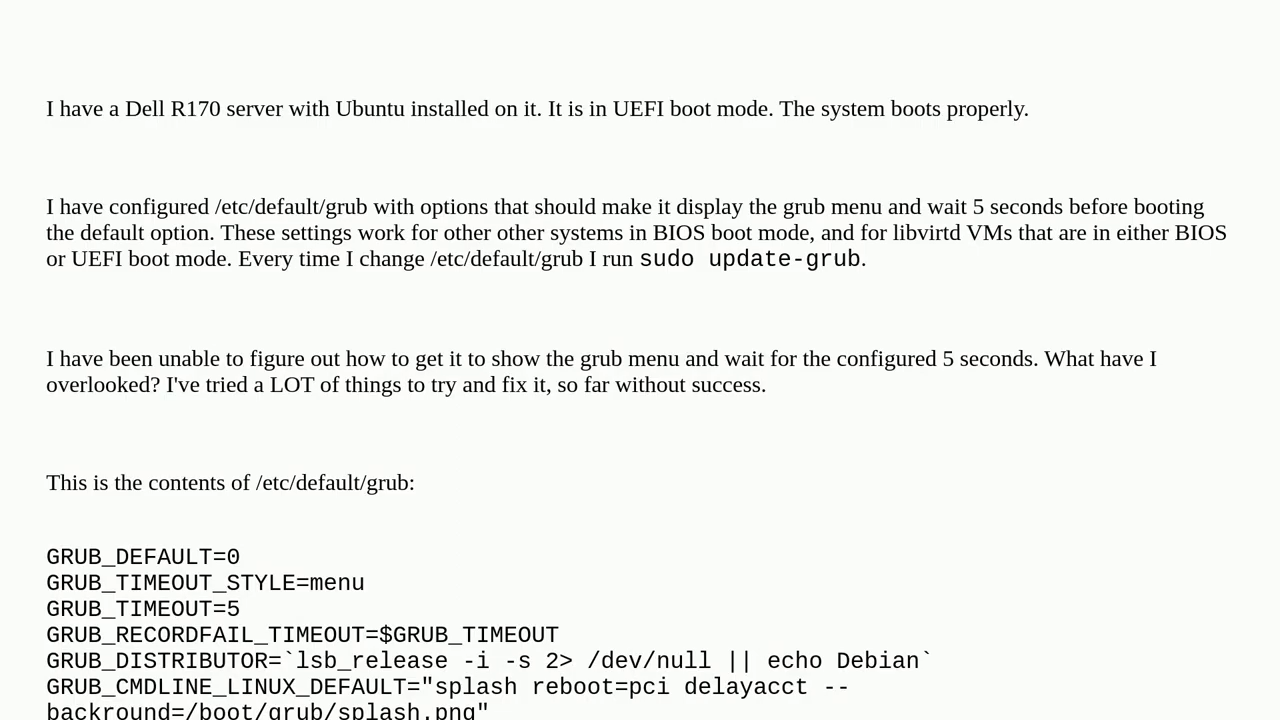 I have a Dell R170 server with Ubuntu installed on it. It is in UEFI boot mode. The system boots properly.
I have configured /etc/default/grub with options that should make it display the grub menu and wait 5 seconds before booting
the default option. These settings work for other other systems in BIOS boot mode, and for libvirtd VMs that are in either BIOS
or UEFI boot mode. Every time I change /etc/default/grub I run sudo update-grub.
I have been unable to figure out how to get it to show the grub menu and wait for the configured 5 seconds. What have I
overlooked? I've tried a LOT of things to try and fix it, so far without success.
This is the contents of /etc/default/grub:
GRUB_DEFAULT=0
GRUB_TIMEOUT_STYLE=menu
GRUB_TIMEOUT=5
GRUB_RECORDFAIL_TIMEOUT=$GRUB_TIMEOUT
GRUB_DISTRIBUTOR=`lsb_release -i -s 2> /dev/null || echo Debian`
GRUB_CMDLINE_LINUX_DEFAULT="splash reboot=pci delayacct --
backround=/boot/grub/splash.png"